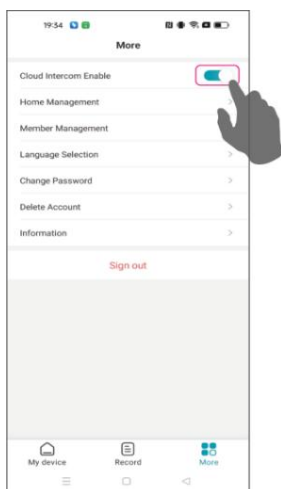 19:54
More
Cloud Intercom Enable
Home Management
Member Management
Language Selection
Change Password
Delete Account
Information
Sign out
My device
Record
More